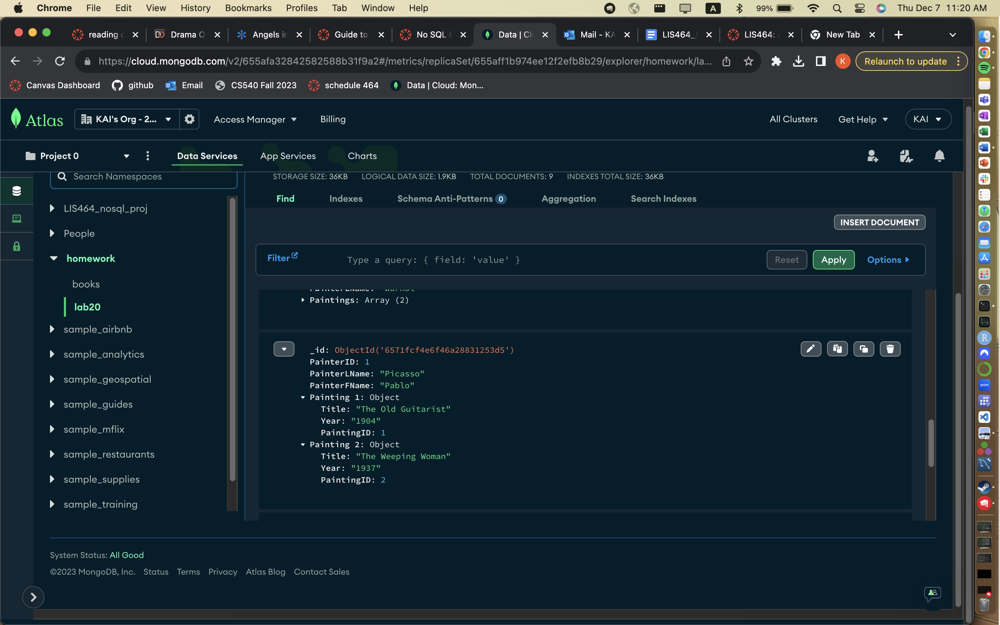 Chrome File Edit View History Bookmarks Profiles Tab Window Help A 99% Thu Dec 7 11:20 AM
reading Drama O Angels in Guide to No SQL Data | Clo Mail - KA LIS464_ LIS464: New Tab
https://cloud.mongodb.com/v2/655afa32842582588b31f9a2#/metrics/replicaSet/655aff1b974ee12f2efb8b29/explorer/homework/la... K Relaunch to update
Canvas Dashboard github Email CS540 Fall 2023 schedule 464 Data | Cloud: Mon...
Atlas KAI's Org - 2... Access Manager Billing All Clusters Get Help KAI
Project 0 Data Services App Services Charts
Search Namespaces
LIS464_nosql_proj
People
homework
books
lab20
sample_airbnb
sample_analytics
sample_geospatial
sample_guides
sample_mflix
sample_restaurants
sample_supplies
sample_training
STORAGE SIZE: 36KB LOGICAL DATA SIZE: 1.9KB TOTAL DOCUMENTS: 9 INDEXES TOTAL SIZE: 36KB
Find Indexes Schema Anti-Patterns 0 Aggregation Search Indexes
INSERT DOCUMENT
Filter Type a query: { field: 'value' } Reset Apply Options
PainterLName: "Warhol"
Paintings: Array (2)
_id: ObjectId('6571fcf4e6f46a28831253d5')
PainterID: 1
PainterLName: "Picasso"
PainterFName: "Pablo"
Painting 1: Object
Title: "The Old Guitarist"
Year: "1904"
PaintingID: 1
Painting 2: Object
Title: "The Weeping Woman"
Year: "1937"
PaintingID: 2
System Status: All Good
©2023 MongoDB, Inc. Status Terms Privacy Atlas Blog Contact Sales
R
zoom
17
python...
python...